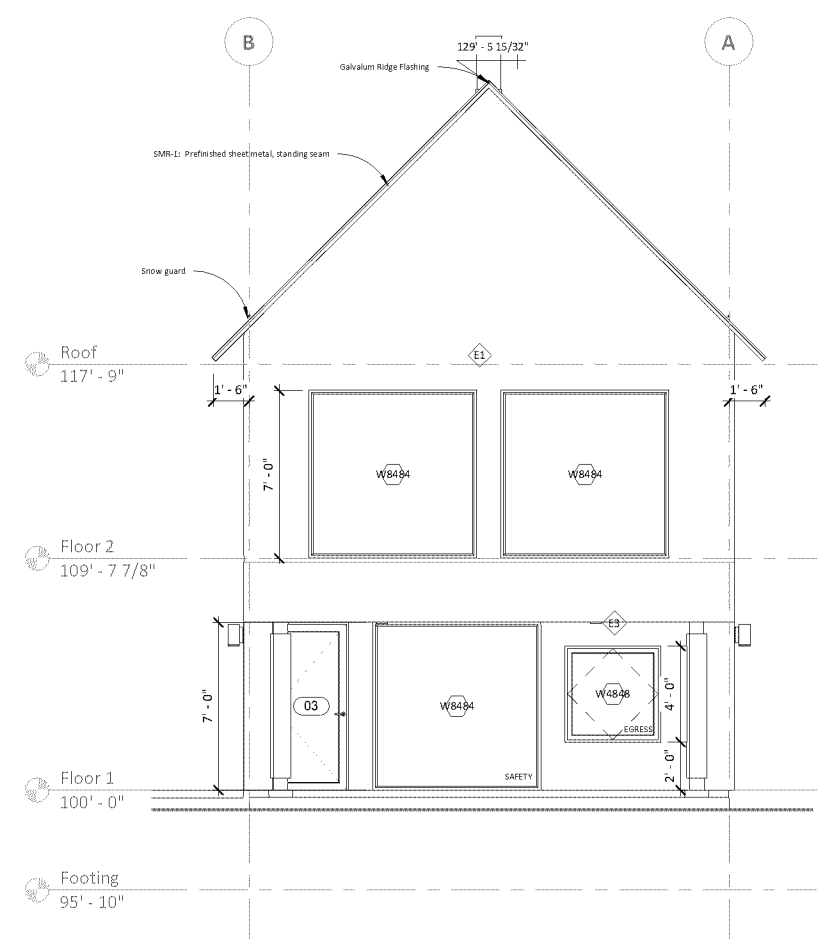 B
A
129' - 5 15/32"
Galvalum Ridge Flashing
SMR-1: Prefinished sheet metal, standing seam
Snow guard
Roof
117' - 9"
E1
1' - 6"
1' - 6"
7' - 0"
W8484
W8484
Floor 2
109' - 7 7/8"
E3
7' - 0"
03
W8484
W4848
4' - 0"
EGRESS
2' - 0"
SAFETY
Floor 1
100' - 0"
Footing
95' - 10"